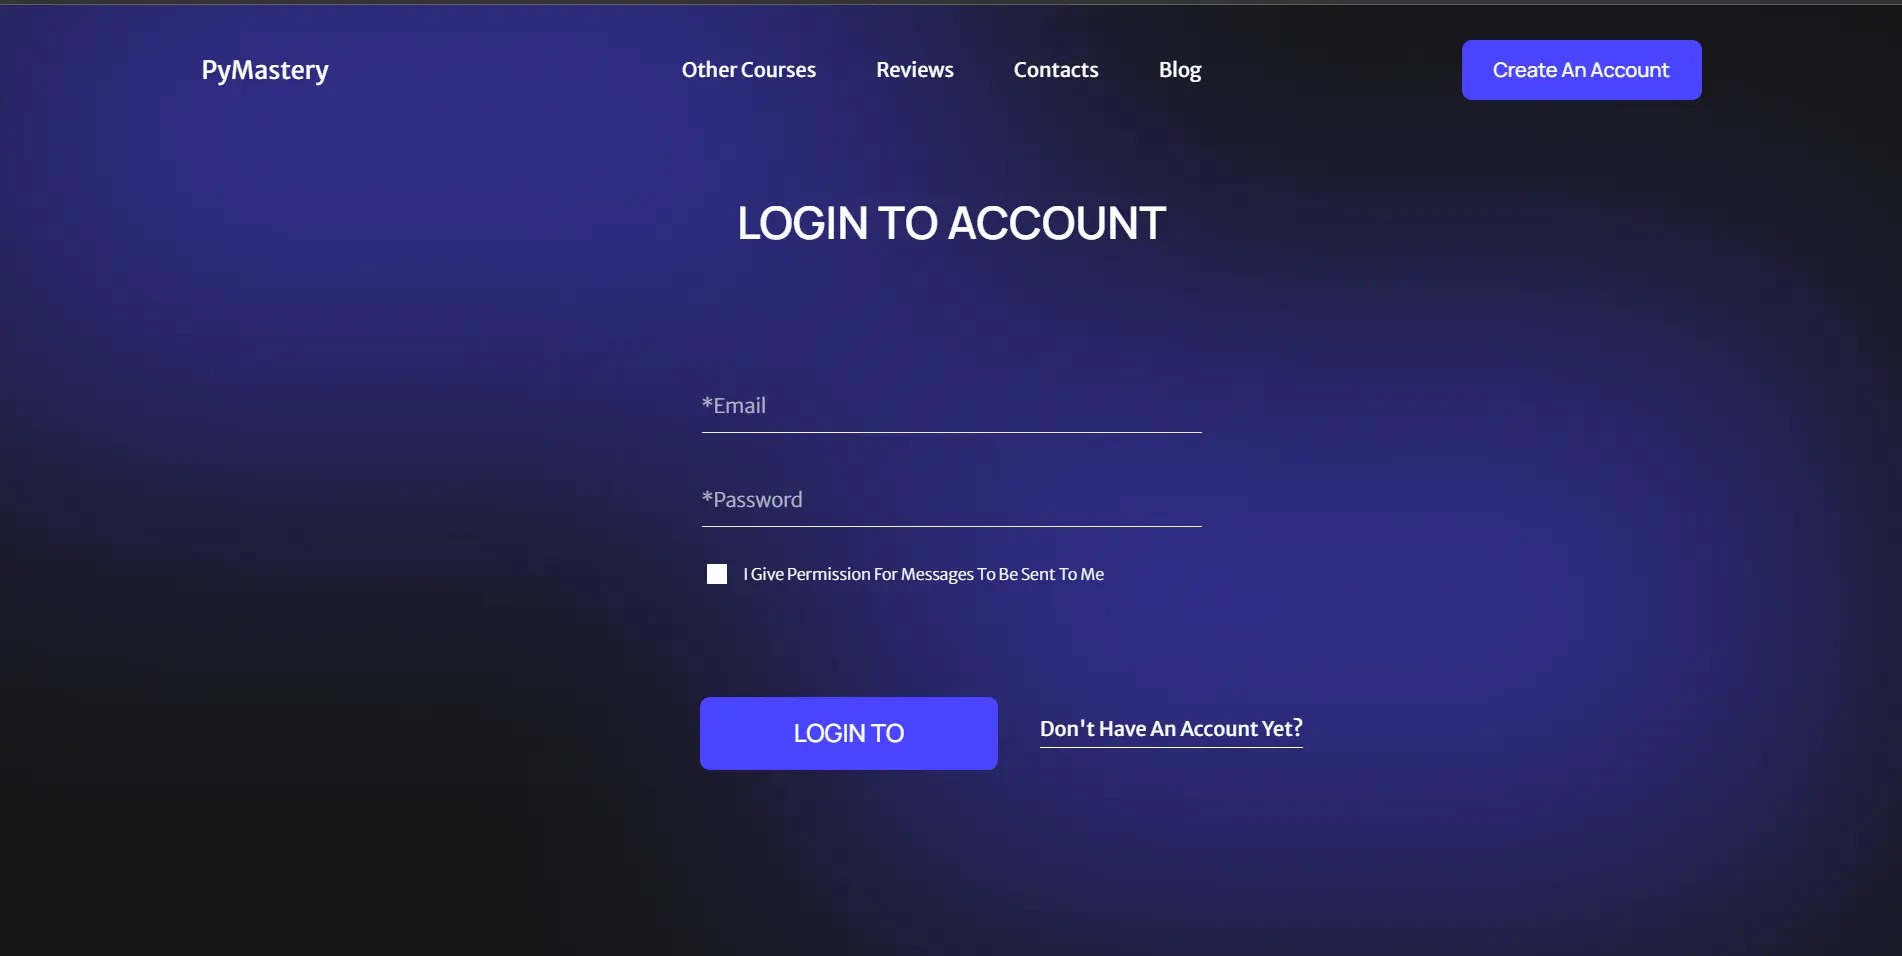 PyMastery
Other Courses
Reviews
Contacts
Blog
Create An Account
LOGIN TO ACCOUNT
*Email
*Password
I Give Permission For Messages To Be Sent To Me
LOGIN TO
Don't Have An Account Yet?